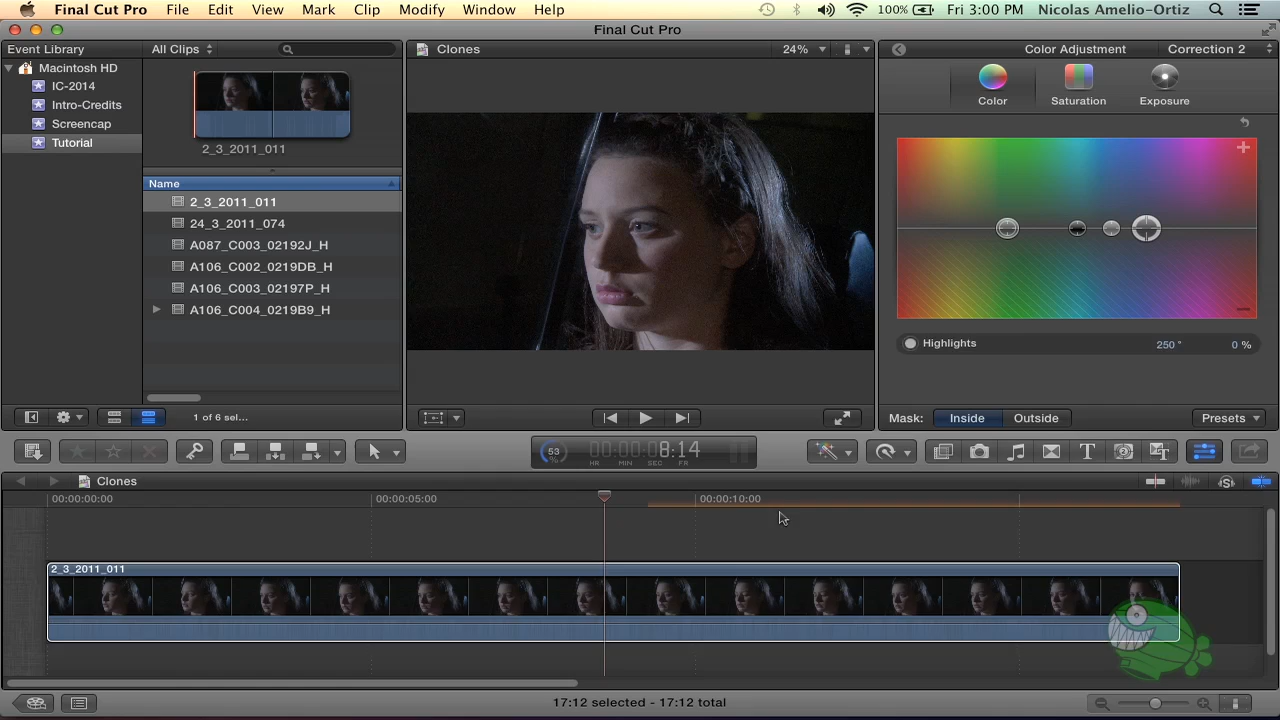 Final Cut Pro File Edit View Mark Clip Modify Window Help 100% Fri 3:00 PM Nicolas Amelio-Ortiz
Final Cut Pro
Event Library All Clips Clones 24% Color Adjustment Correction 2
Macintosh HD
IC-2014
Intro-Credits
Screencap
Tutorial
2_3_2011_011
Name
2_3_2011_011
24_3_2011_074
A087_C003_02192J_H
A106_C002_0219DB_H
A106_C003_02197P_H
A106_C004_0219B9_H
1 of 6 sel...
Color Saturation Exposure
Highlights 250 ° 0 %
Mask: Inside Outside Presets
53 % 00:00:08:14
HR MIN SEC FR
Clones
00:00:00:00 00:00:05:00 00:00:10:00
2_3_2011_011
17:12 selected - 17:12 total